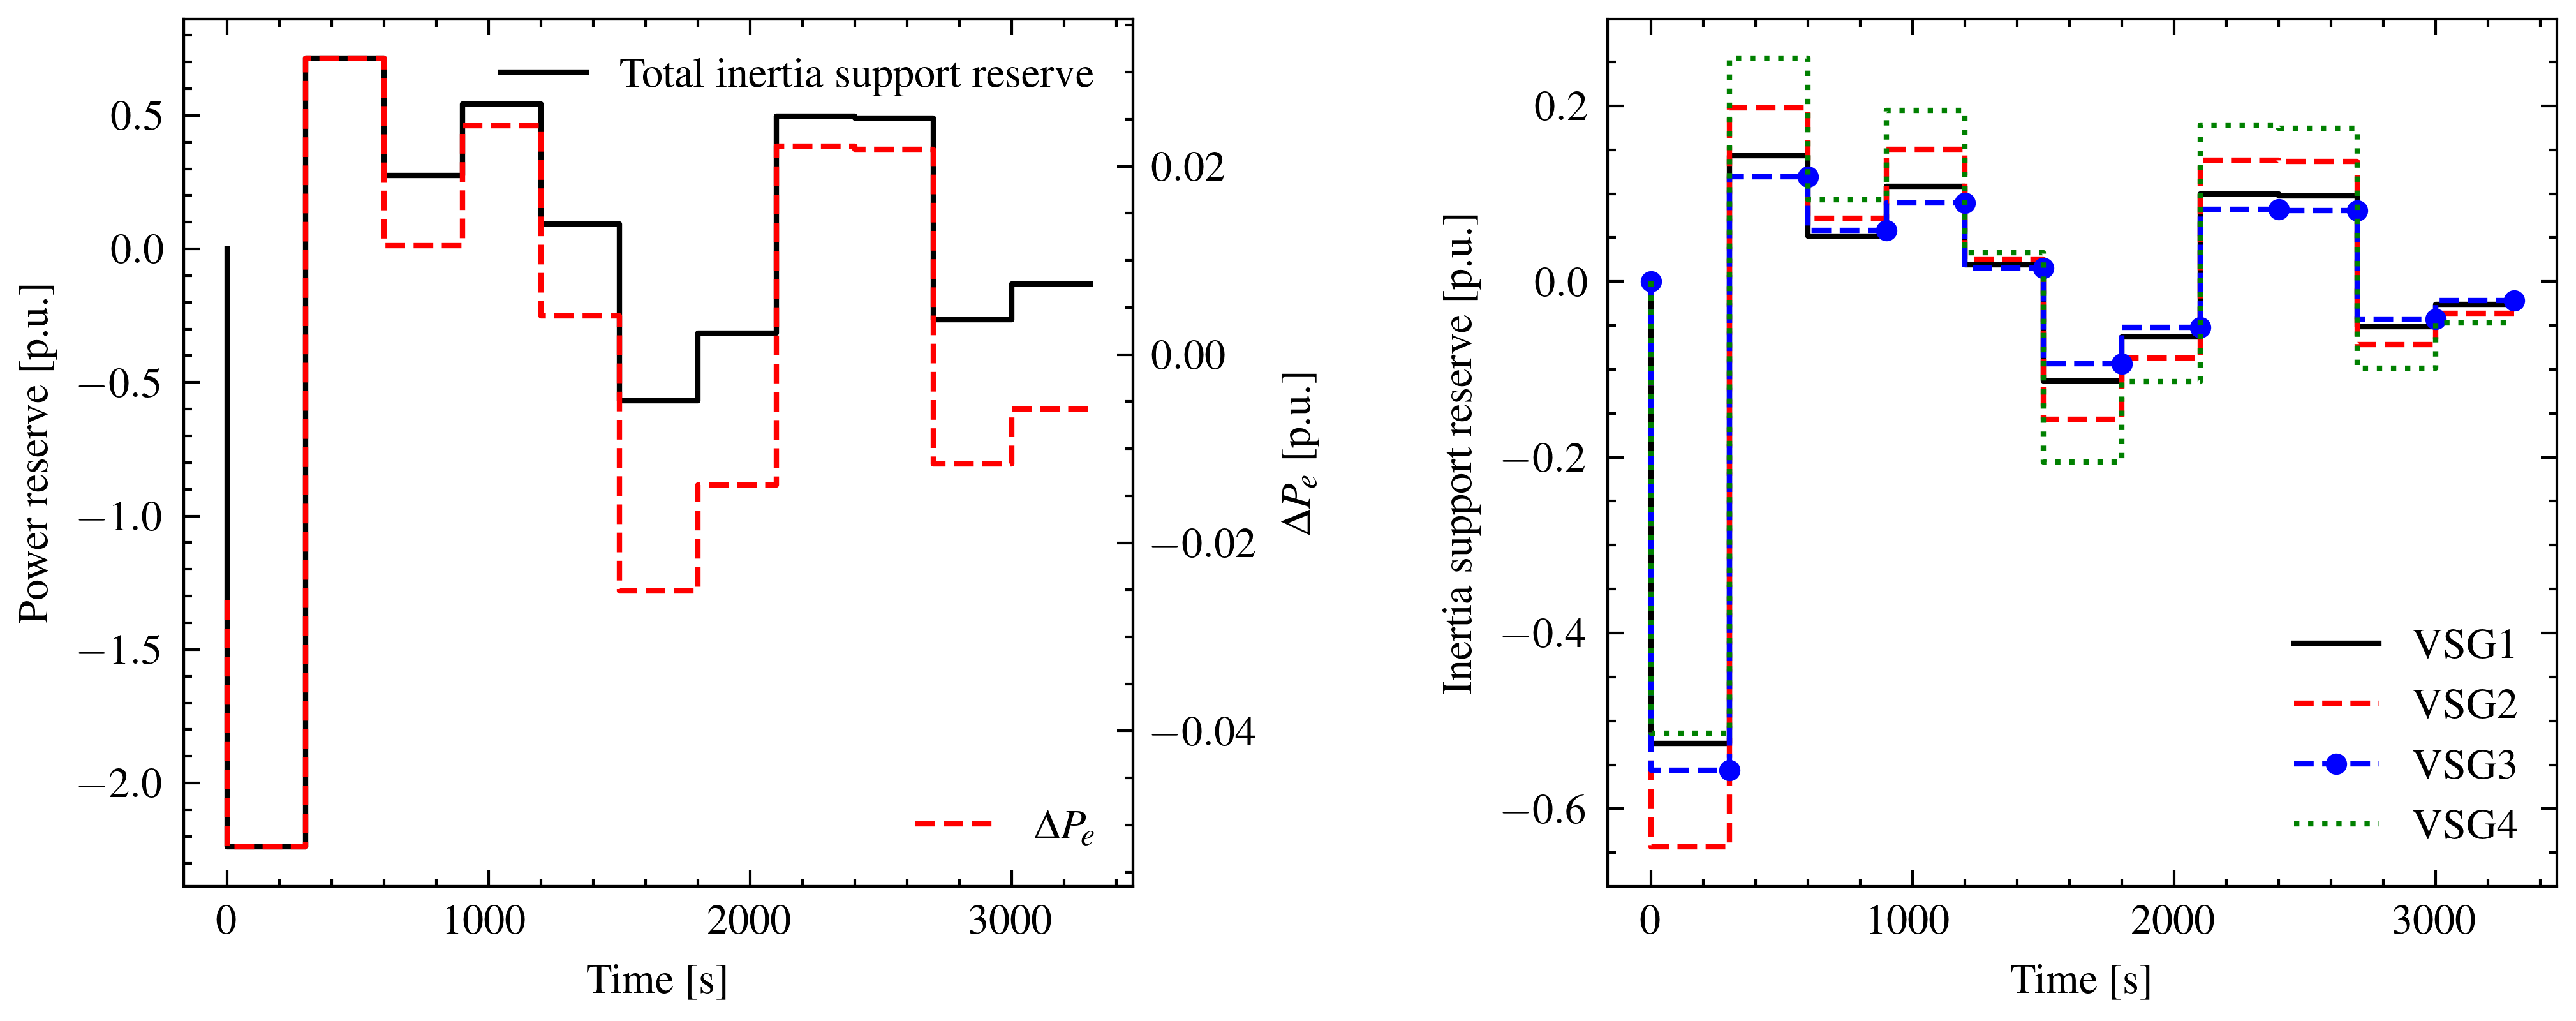 Total inertia support reserve
0.5
0.0
−0.5
−1.0
−1.5
−2.0
Power reserve [p.u.]
0.02
0.00
−0.02
−0.04
ΔPₑ [p.u.]
ΔPₑ
0
1000
2000
3000
Time [s]
0.2
0.0
−0.2
−0.4
−0.6
Inertia support reserve [p.u.]
VSG1
VSG2
VSG3
VSG4
0
1000
2000
3000
Time [s]